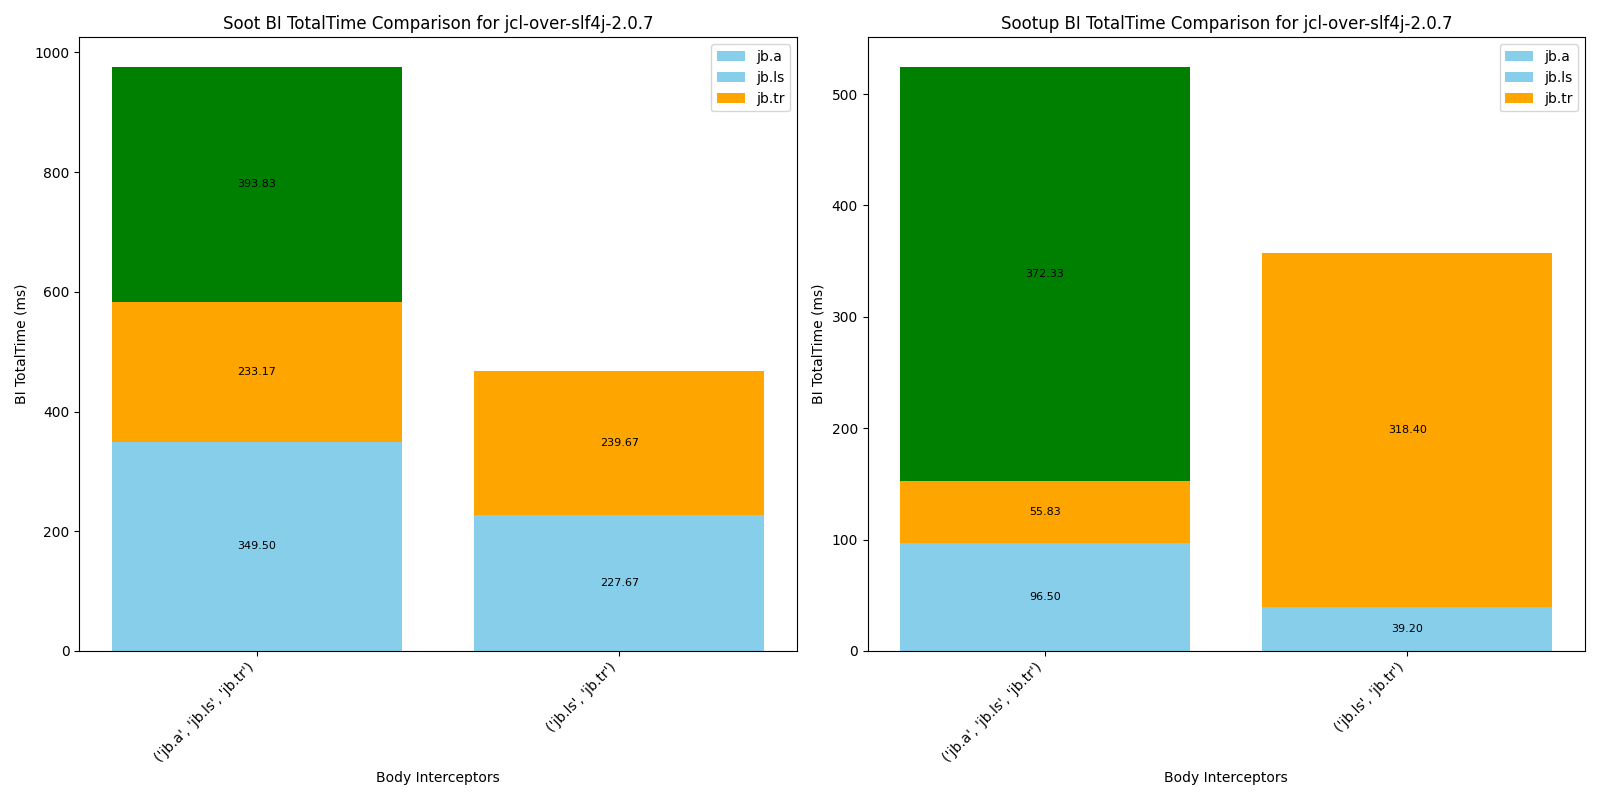 Soot BI TotalTime Comparison for jcl-over-slf4j-2.0.7
BI TotalTime (ms)
1000
800
600
400
200
0
jb.a
jb.ls
jb.tr
393.83
233.17
349.50
239.67
227.67
('jb.a', 'jb.ls', 'jb.tr')
('jb.ls', 'jb.tr')
Body Interceptors
Sootup BI TotalTime Comparison for jcl-over-slf4j-2.0.7
BI TotalTime (ms)
500
400
300
200
100
0
jb.a
jb.ls
jb.tr
372.33
55.83
96.50
318.40
39.20
('jb.a', 'jb.ls', 'jb.tr')
('jb.ls', 'jb.tr')
Body Interceptors